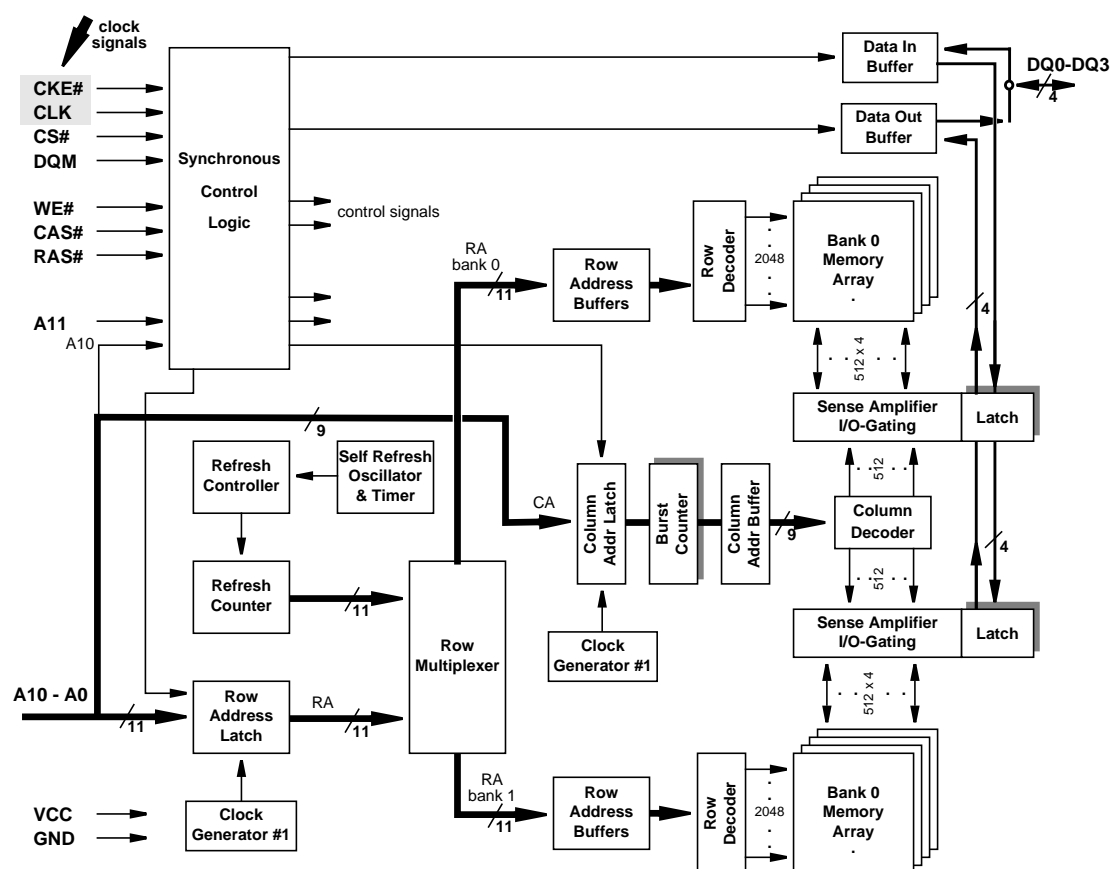 clock
signals
CKE#
CLK
CS#
DQM
WE#
CAS#
RAS#
A11
A10
Synchronous
Control
Logic
control signals
Data In
Buffer
Data Out
Buffer
DQ0-DQ3
4
RA
bank 0
11
Row
Address
Buffers
Row
Decoder
2048
Bank 0
Memory
Array
4
512 x 4
Sense Amplifier
I/O-Gating
Latch
9
Refresh
Controller
Self Refresh
Oscillator
& Timer
CA
Column
Addr Latch
Burst
Counter
Column
Addr Buffer
9
512
Column
Decoder
512
4
Refresh
Counter
11
Row
Multiplexer
Clock
Generator #1
Sense Amplifier
I/O-Gating
Latch
512 x 4
A10 - A0
11
Row
Address
Latch
RA
11
Clock
Generator #1
RA
bank 1
11
Row
Address
Buffers
Row
Decoder
2048
Bank 0
Memory
Array
VCC
GND